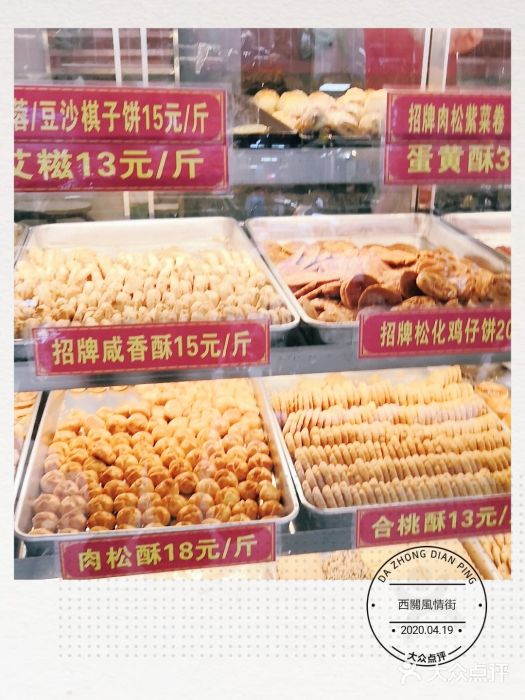 蓉/豆沙棋子饼15元/斤
艾糍13元/斤
招牌肉松紫菜卷
蛋黄酥3
招牌咸香酥15元/斤
招牌松化鸡仔饼20
肉松酥18元/斤
合桃酥13元/
DA ZHONG DIAN PING
西關風情街
2020.04.19
大众点评
大众点评